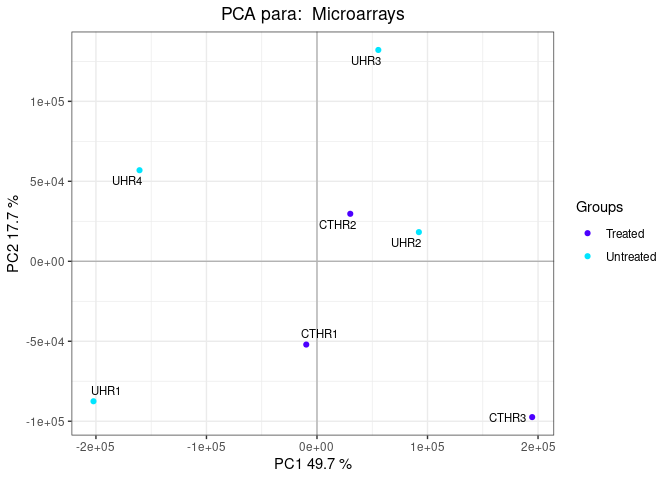 PCA para:  Microarrays
UHR3
1e+05
UHR4
5e+04
CTHR2
UHR2
Groups
Treated
Untreated
PC2 17.7 %
0e+00
CTHR1
-5e+04
UHR1
CTHR3
-1e+05
-2e+05 -1e+05 0e+00 1e+05 2e+05
PC1 49.7 %